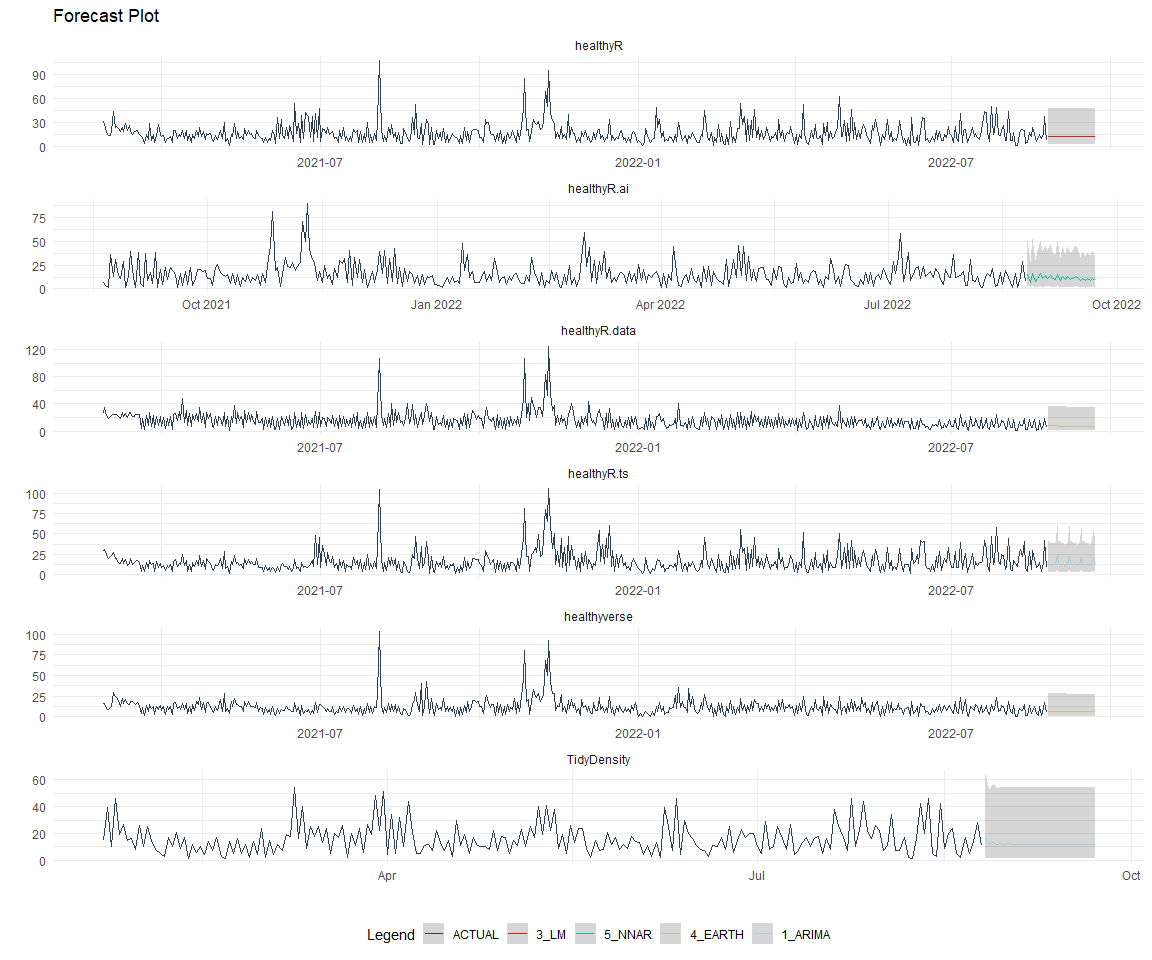 Forecast Plot
healthyR
90
60
30
0
2021-07 2022-01 2022-07
healthyR.ai
75
50
25
0
Oct 2021 Jan 2022 Apr 2022 Jul 2022 Oct 2022
healthyR.data
120
80
40
0
2021-07 2022-01 2022-07
healthyR.ts
100
75
50
25
0
2021-07 2022-01 2022-07
healthyverse
100
75
50
25
0
2021-07 2022-01 2022-07
TidyDensity
60
40
20
0
Apr Jul Oct
Legend ACTUAL 3_LM 5_NNAR 4_EARTH 1_ARIMA